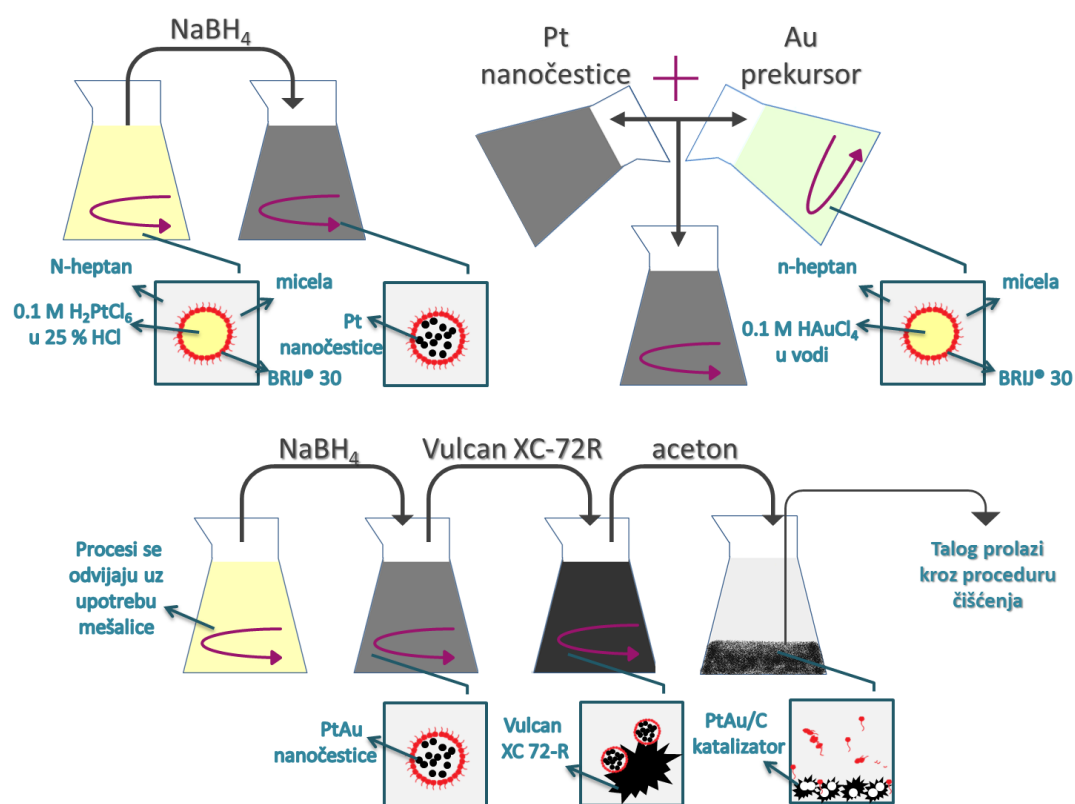 NaBH₄
N-heptan
micela
0.1 M H₂PtCl₆
u 25 % HCl
BRIJ® 30
Pt
nanočestice
Pt
nanočestice
+
Au
prekursor
n-heptan
micela
0.1 M HAuCl₄
u vodi
BRIJ® 30
NaBH₄
Vulcan XC-72R
aceton
Procesi se
odvijaju uz
upotrebu
mešalice
Talog prolazi
kroz proceduru
čišćenja
PtAu
nanočestice
Vulcan
XC 72-R
PtAu/C
katalizator